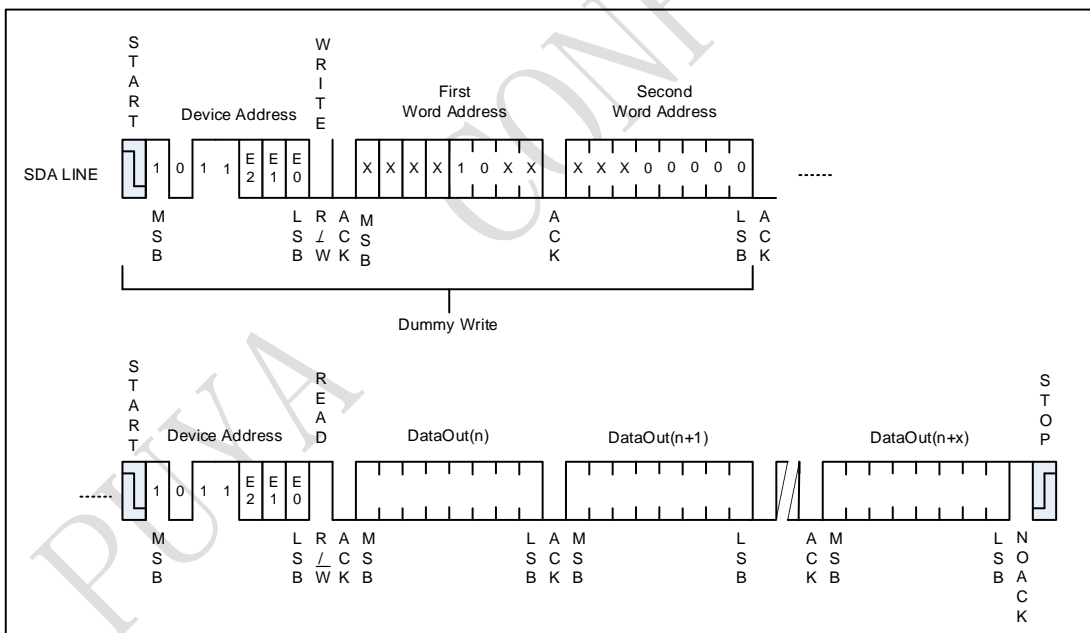 START
WRITE
Device Address
First
Word Address
Second
Word Address
SDA LINE
1 0 1 1 E2 E1 E0
X X X X 1 0 X X
X X X 0 0 0 0 0
......
MSB
LSB
R/W
ACK
MSB
ACK
LSB
ACK
Dummy Write
START
READ
STOP
Device Address
DataOut(n)
DataOut(n+1)
DataOut(n+x)
......
1 0 1 1 E2 E1 E0
MSB
LSB
R/W
ACK
MSB
LSB
ACK
MSB
LSB
ACK
MSB
LSB
NOACK
PUYA CONF